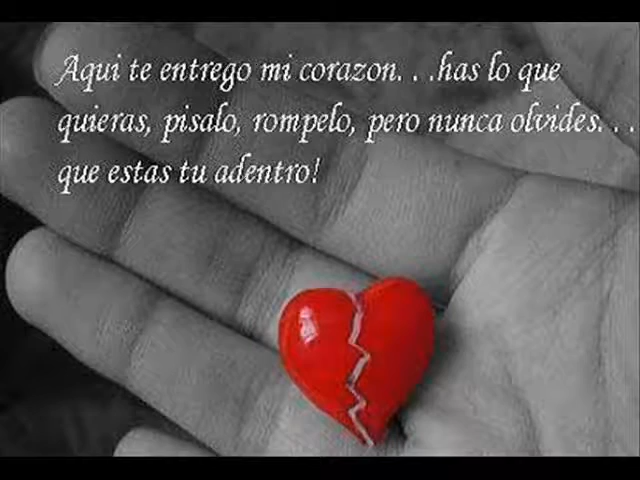 Aqui te entrego mi corazon. . .has lo que
quieras, pisalo, rompelo, pero nunca olvides. . .
que estas tu adentro!